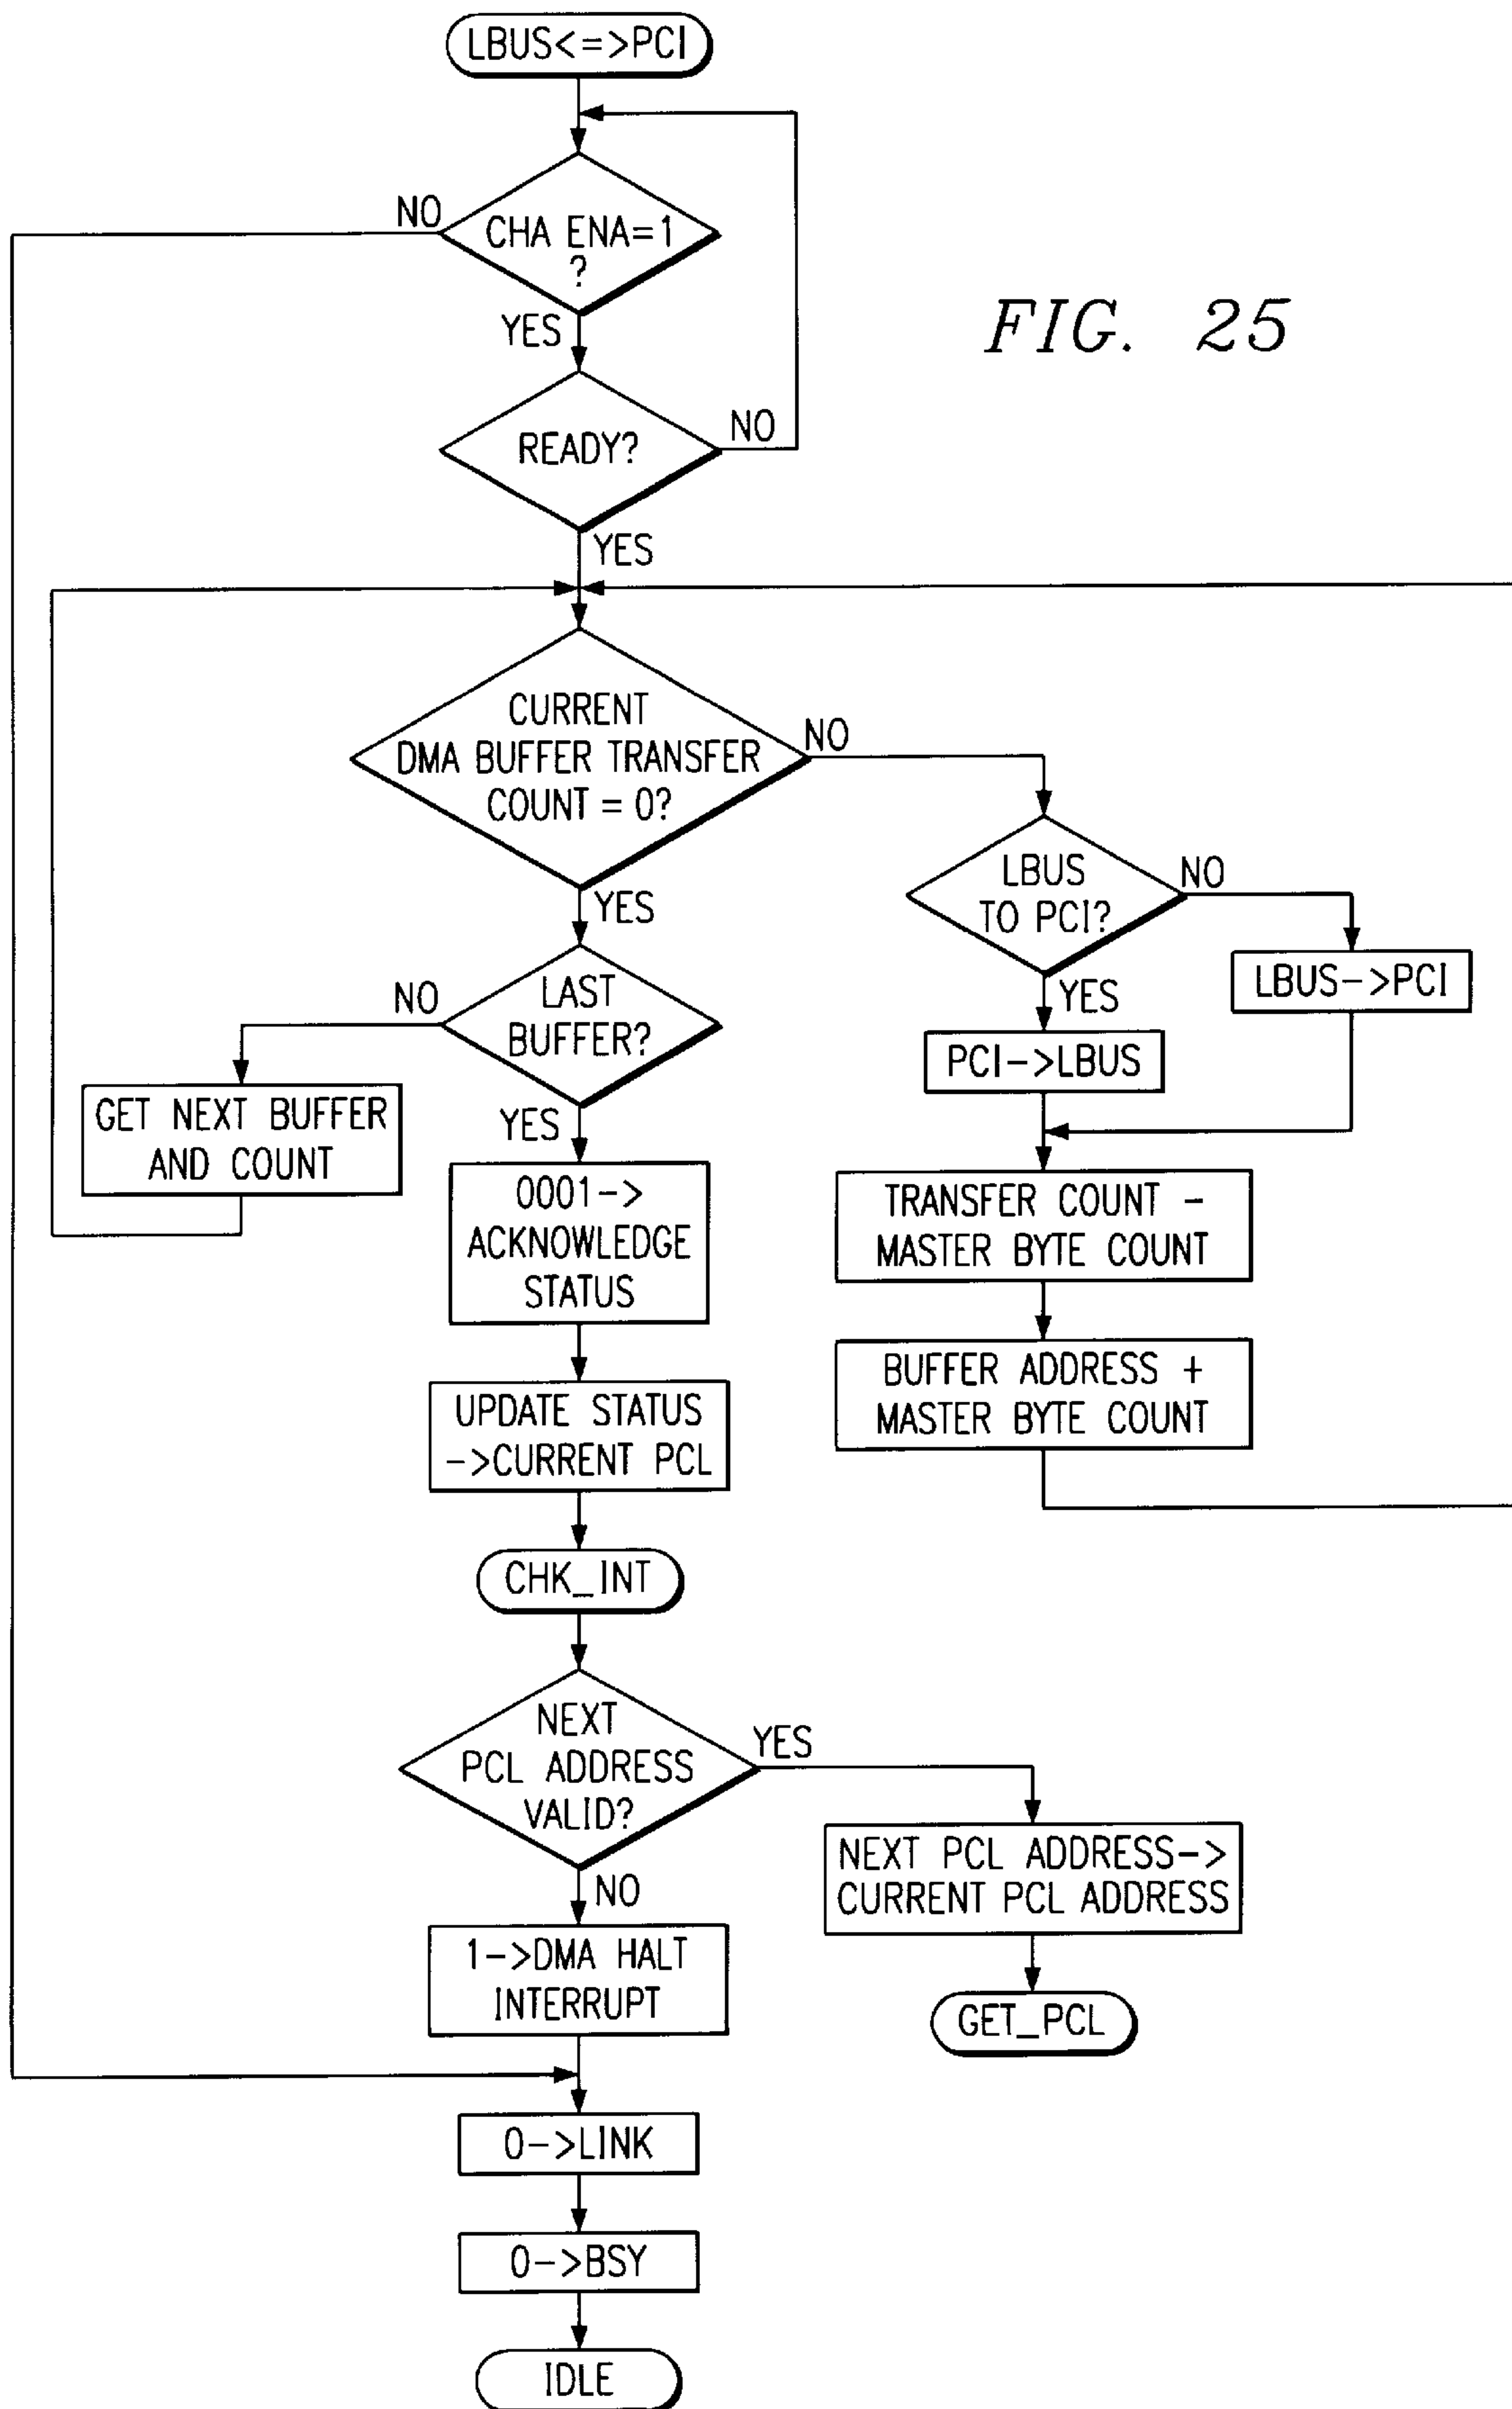 LBUS<=>PCI
NO
CHA ENA=1
?
YES
FIG. 25
READY?
NO
YES
CURRENT
DMA BUFFER TRANSFER
COUNT = 0?
NO
YES
LBUS
TO PCI?
NO
YES
LBUS->PCI
PCI->LBUS
NO
LAST
BUFFER?
YES
GET NEXT BUFFER
AND COUNT
0001->
ACKNOWLEDGE
STATUS
TRANSFER COUNT -
MASTER BYTE COUNT
BUFFER ADDRESS +
MASTER BYTE COUNT
UPDATE STATUS
->CURRENT PCL
CHK_INT
NEXT
PCL ADDRESS
VALID?
YES
NO
NEXT PCL ADDRESS->
CURRENT PCL ADDRESS
1->DMA HALT
INTERRUPT
GET_PCL
0->LINK
0->BSY
IDLE